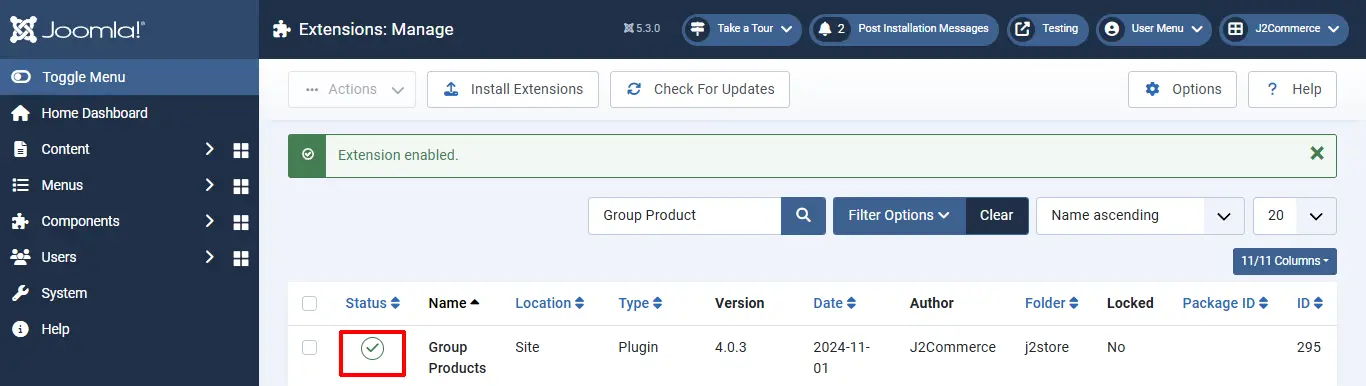 Joomla!
Extensions: Manage
5.3.0
Take a Tour
2 Post Installation Messages
Testing
User Menu
J2Commerce
Toggle Menu
Home Dashboard
Content
Menus
Components
Users
System
Help
Actions
Install Extensions
Check For Updates
Options
? Help
Extension enabled.
Group Product
Filter Options
Clear
Name ascending
20
11/11 Columns
Status Name Location Type Version Date Author Folder Locked Package ID ID
Group Site Plugin 4.0.3 2024-11- J2Commerce j2store No 295
Products 01